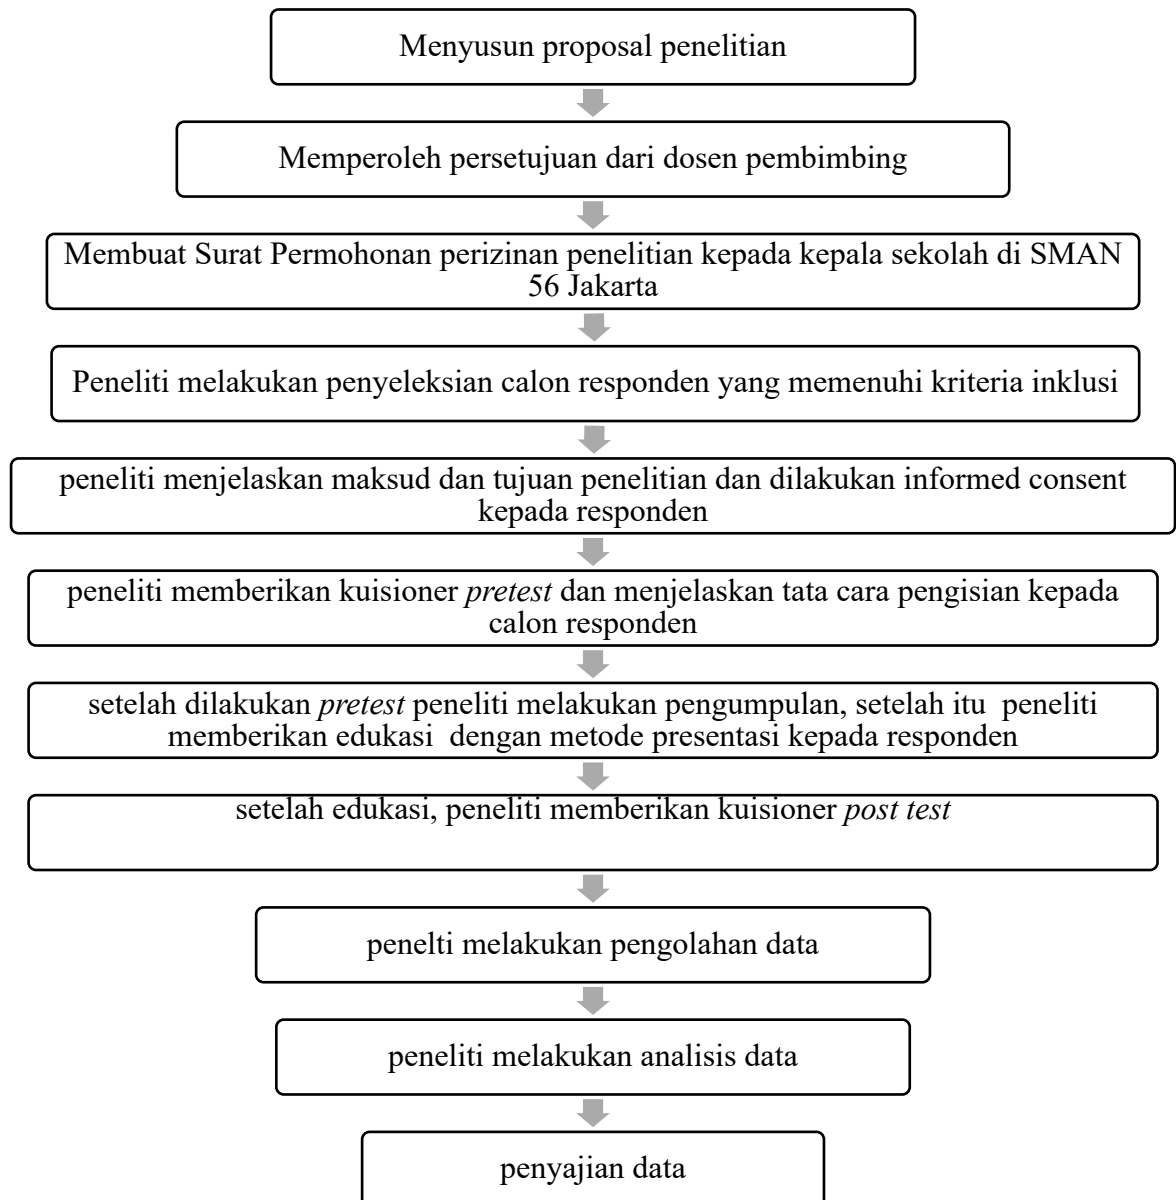 Menyusun proposal penelitian
Memperoleh persetujuan dari dosen pembimbing
Membuat Surat Permohonan perizinan penelitian kepada kepala sekolah di SMAN
56 Jakarta
Peneliti melakukan penyeleksian calon responden yang memenuhi kriteria inklusi
peneliti menjelaskan maksud dan tujuan penelitian dan dilakukan informed consent
kepada responden
peneliti memberikan kuisioner pretest dan menjelaskan tata cara pengisian kepada
calon responden
setelah dilakukan pretest peneliti melakukan pengumpulan, setelah itu  peneliti
memberikan edukasi  dengan metode presentasi kepada responden
setelah edukasi, peneliti memberikan kuisioner post test
penelti melakukan pengolahan data
peneliti melakukan analisis data
penyajian data